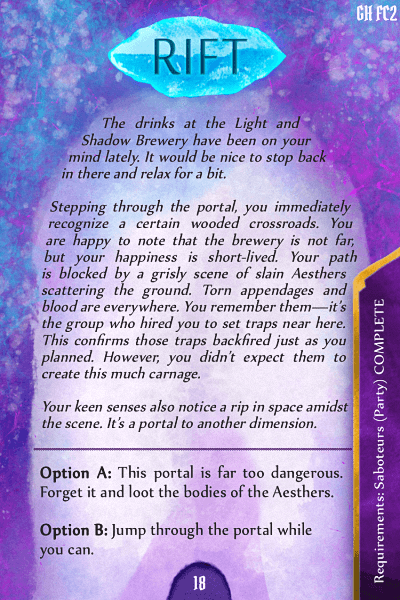 GH FC2
RIFT
The drinks at the Light and
Shadow Brewery have been on your
mind lately. It would be nice to stop back
in there and relax for a bit.
Stepping through the portal, you immediately
recognize a certain wooded crossroads. You
are happy to note that the brewery is not far,
but your happiness is short-lived. Your path
is blocked by a grisly scene of slain Aesthers
scattering the ground. Torn appendages and
blood are everywhere. You remember them—it's
the group who hired you to set traps near here.
This confirms those traps backfired just as you
planned. However, you didn't expect them to
create this much carnage.
Your keen senses also notice a rip in space amidst
the scene. It's a portal to another dimension.
Option A: This portal is far too dangerous.
Forget it and loot the bodies of the Aesthers.
Option B: Jump through the portal while
you can.
Requirements: Saboteurs (Party) COMPLETE
18